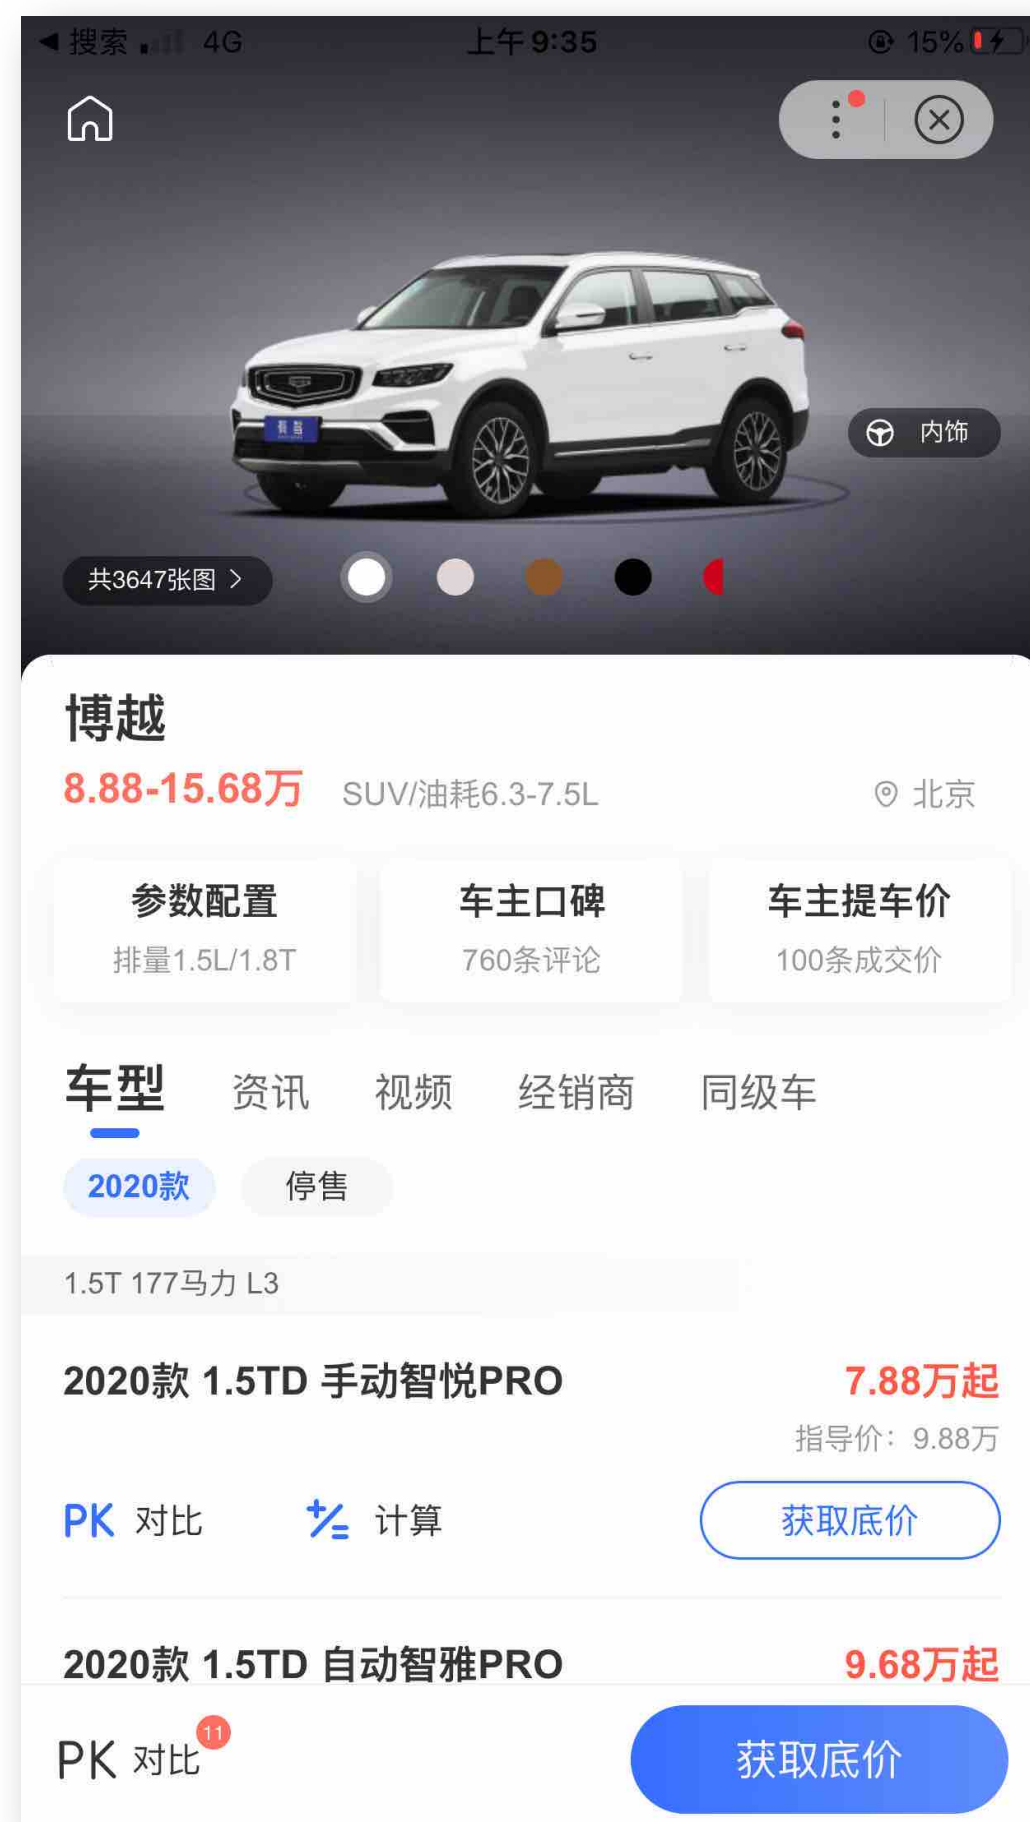 搜索 4G 上午9:35 15%
有驾
内饰
共3647张图
博越
8.88-15.68万 SUV/油耗6.3-7.5L 北京
参数配置 车主口碑 车主提车价
排量1.5L/1.8T 760条评论 100条成交价
车型 资讯 视频 经销商 同级车
2020款 停售
1.5T 177马力 L3
2020款 1.5TD 手动智悦PRO 7.88万起
指导价：9.88万
PK 对比 计算 获取底价
2020款 1.5TD 自动智雅PRO 9.68万起
PK 对比 11 获取底价